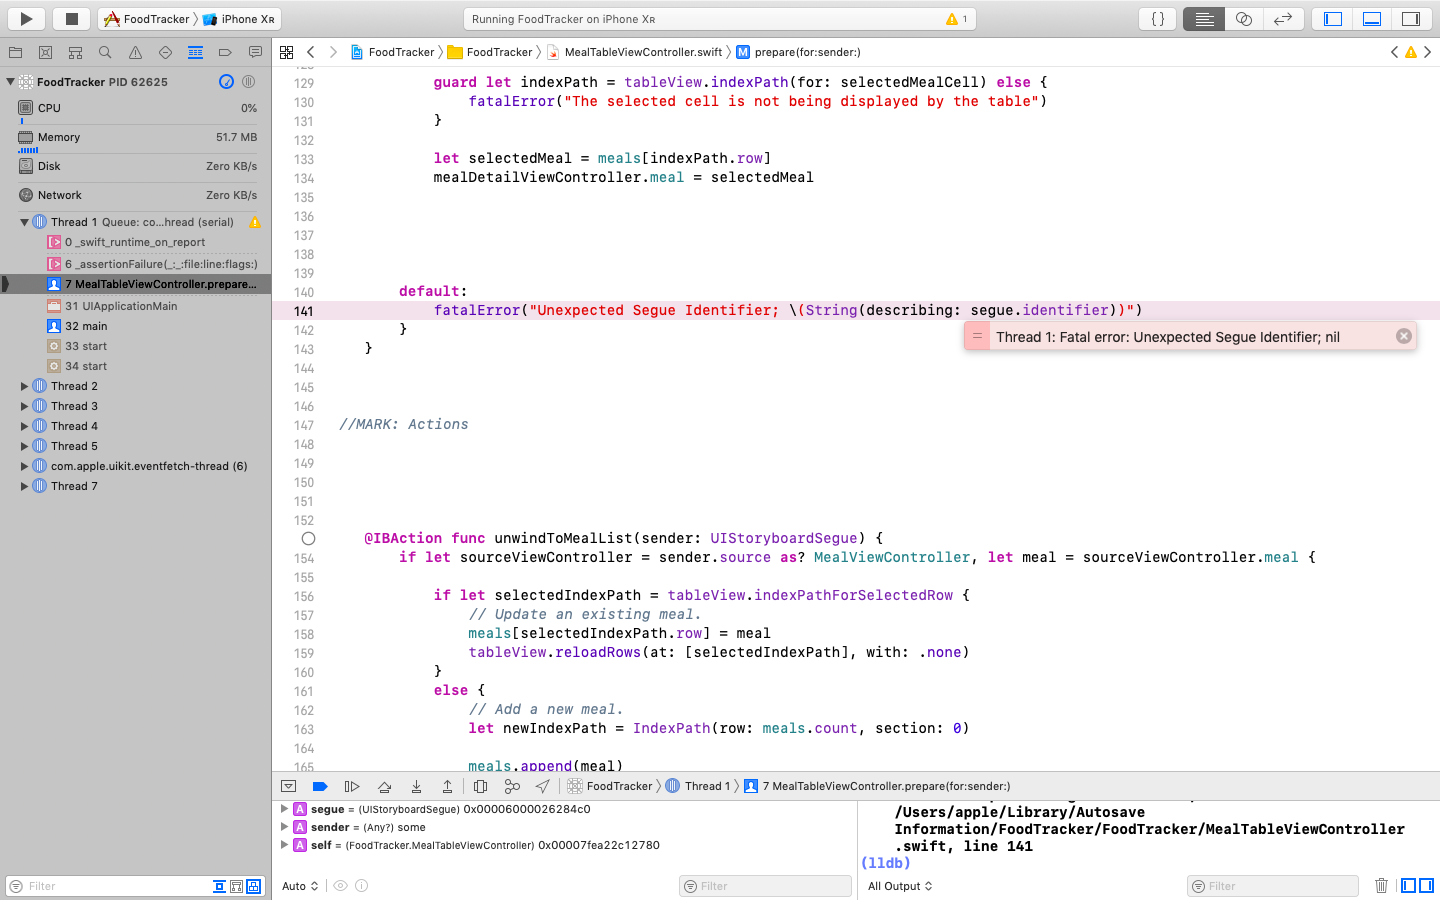 FoodTracker iPhone XR
Running FoodTracker on iPhone XR 1
{ }
FoodTracker FoodTracker MealTableViewController.swift M prepare(for:sender:)
FoodTracker PID 62625
CPU 0%
Memory 51.7 MB
Disk Zero KB/s
Network Zero KB/s
Thread 1 Queue: co...hread (serial)
0 _swift_runtime_on_report
6 _assertionFailure(_:_:file:line:flags:)
7 MealTableViewController.prepare...
31 UIApplicationMain
32 main
33 start
34 start
Thread 2
Thread 3
Thread 4
Thread 5
com.apple.uikit.eventfetch-thread (6)
Thread 7
Filter
129 guard let indexPath = tableView.indexPath(for: selectedMealCell) else {
130 fatalError("The selected cell is not being displayed by the table")
131 }
132
133 let selectedMeal = meals[indexPath.row]
134 mealDetailViewController.meal = selectedMeal
135
136
137
138
139
140 default:
141 fatalError("Unexpected Segue Identifier; \(String(describing: segue.identifier))")
Thread 1: Fatal error: Unexpected Segue Identifier; nil
142 }
143 }
144
145
146
147 //MARK: Actions
148
149
150
151
152
@IBAction func unwindToMealList(sender: UIStoryboardSegue) {
154 if let sourceViewController = sender.source as? MealViewController, let meal = sourceViewController.meal {
155
156 if let selectedIndexPath = tableView.indexPathForSelectedRow {
157 // Update an existing meal.
158 meals[selectedIndexPath.row] = meal
159 tableView.reloadRows(at: [selectedIndexPath], with: .none)
160 }
161 else {
162 // Add a new meal.
163 let newIndexPath = IndexPath(row: meals.count, section: 0)
164
165 meals.append(meal)
FoodTracker Thread 1 7 MealTableViewController.prepare(for:sender:)
A segue = (UIStoryboardSegue) 0x00006000026284c0
A sender = (Any?) some
A self = (FoodTracker.MealTableViewController) 0x00007fea22c12780
Auto Filter
/Users/apple/Library/Autosave
Information/FoodTracker/FoodTracker/MealTableViewController
.swift, line 141
(lldb)
All Output Filter